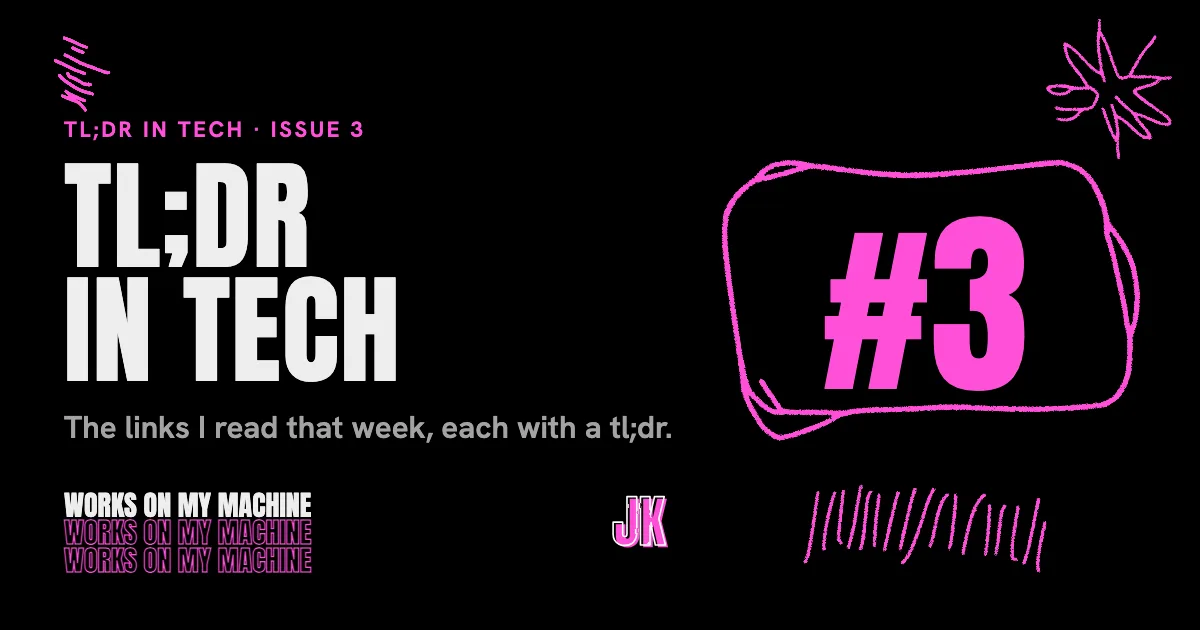 TL;DR IN TECH · ISSUE 3
TL;DR
IN TECH
The links I read that week, each with a tl;dr.
#3
WORKS ON MY MACHINE
WORKS ON MY MACHINE
WORKS ON MY MACHINE
JK